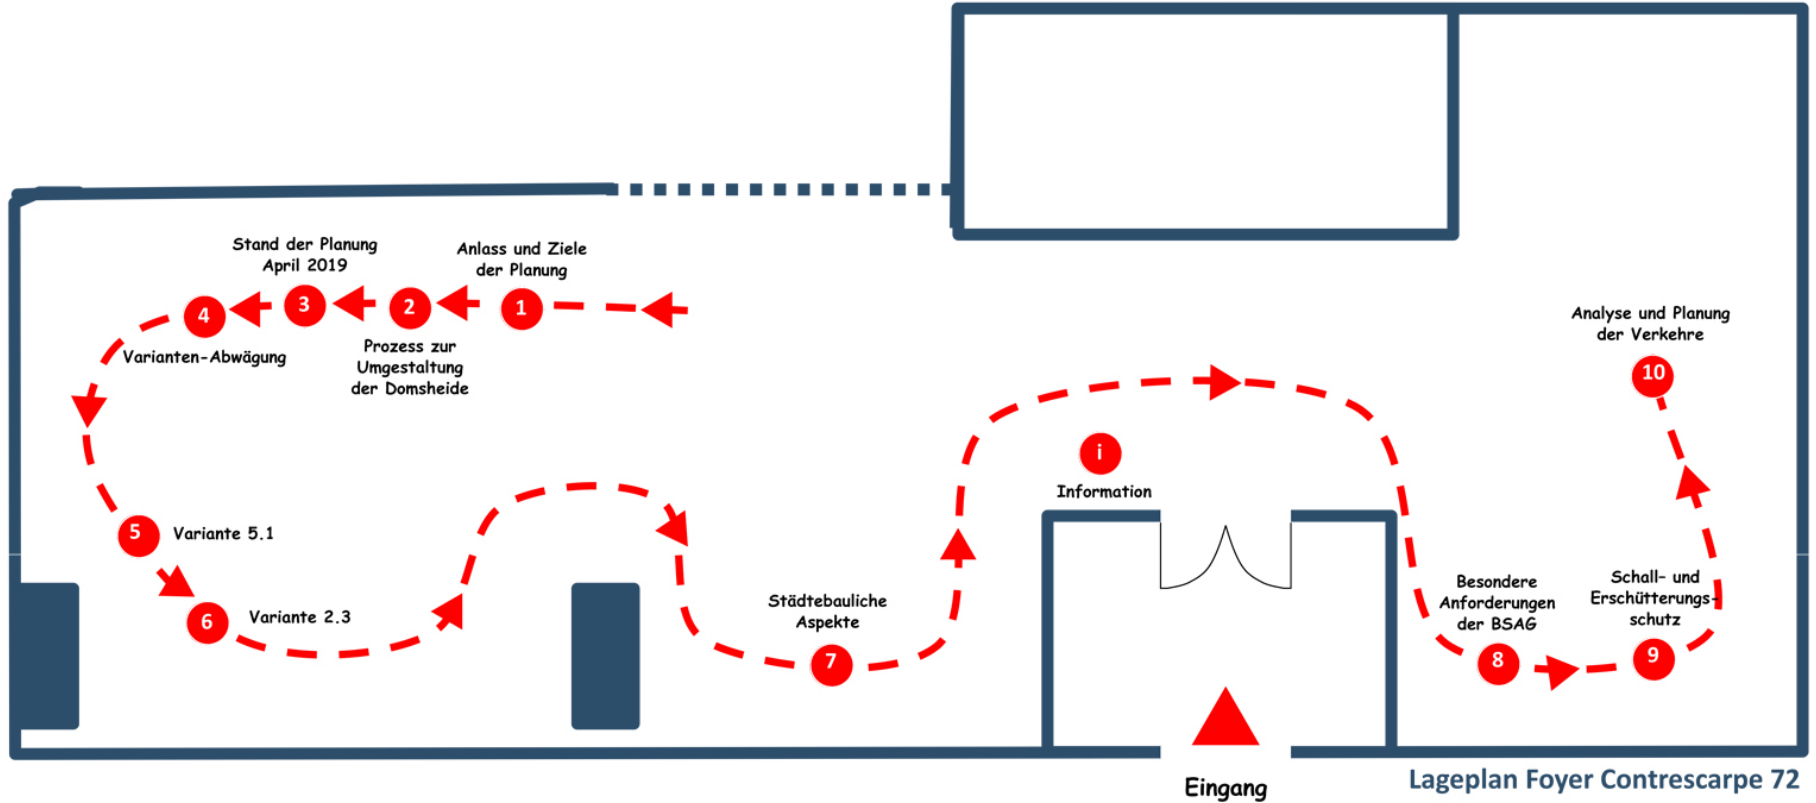 Stand der Planung
April 2019
Anlass und Ziele
der Planung
4
3
2
1
Varianten-Abwägung
Prozess zur
Umgestaltung
der Domsheide
5
Variante 5.1
6
Variante 2.3
Städtebauliche
Aspekte
7
i
Information
Besondere
Anforderungen
der BSAG
8
Schall- und
Erschütterungs-
schutz
9
Analyse und Planung
der Verkehre
10
Eingang
Lageplan Foyer Contrescarpe 72